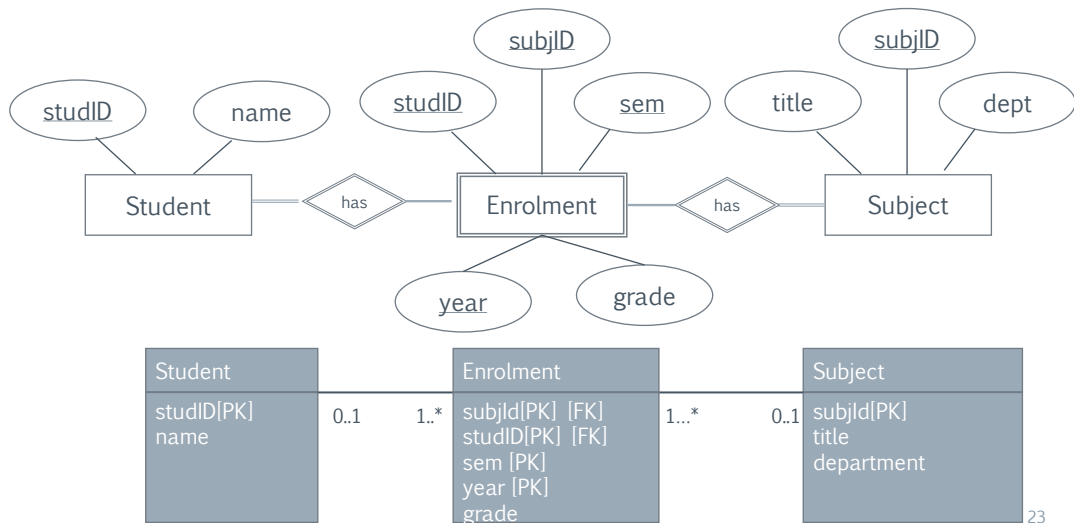 subjID
subjID
studID
name
studID
sem
title
dept
Student
has
Enrolment
has
Subject
year
grade
Student
Enrolment
Subject
studID[PK]
name
0..1
1..*
subjId[PK] [FK]
studID[PK] [FK]
sem [PK]
year [PK]
grade
1...*
0..1
subjId[PK]
title
department
23